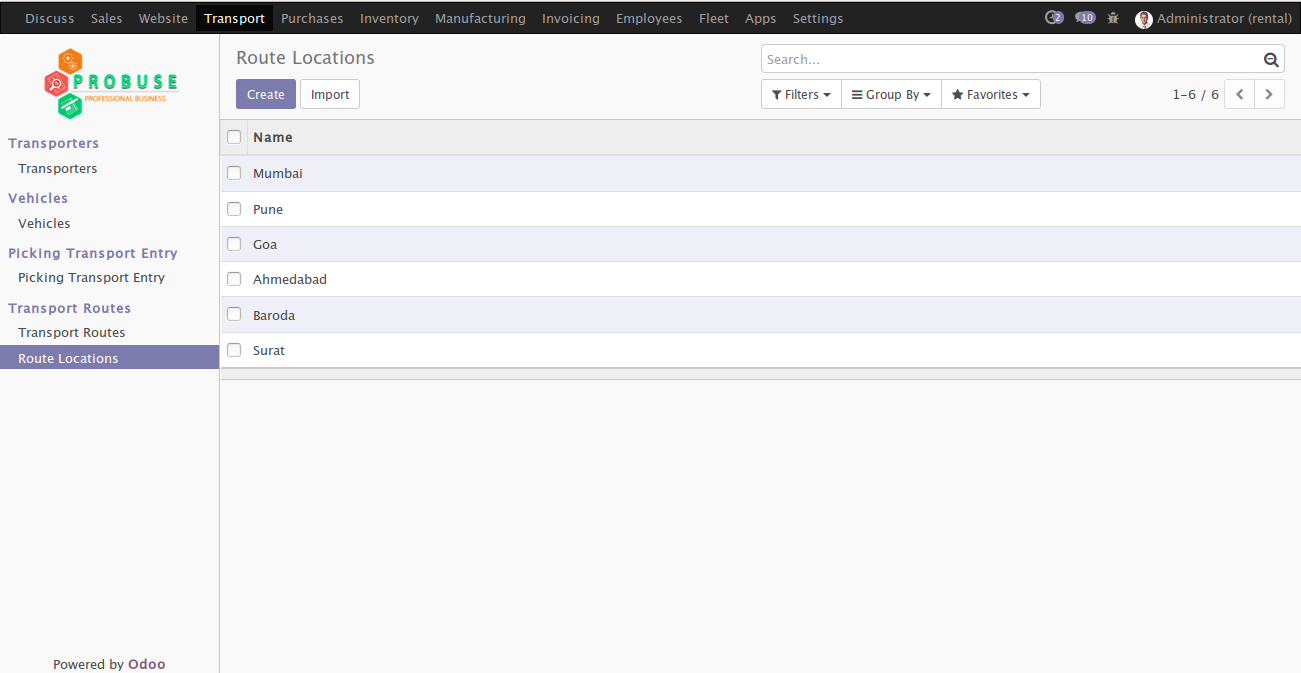 Discuss Sales Website Transport Purchases Inventory Manufacturing Invoicing Employees Fleet Apps Settings 2 10 Administrator (rental)
PROBUSE
PROFESSIONAL BUSINESS
Transporters
Transporters
Vehicles
Vehicles
Picking Transport Entry
Picking Transport Entry
Transport Routes
Transport Routes
Route Locations
Powered by Odoo
Route Locations
Search...
Create Import
Filters Group By Favorites 1-6 / 6
Name
Mumbai
Pune
Goa
Ahmedabad
Baroda
Surat